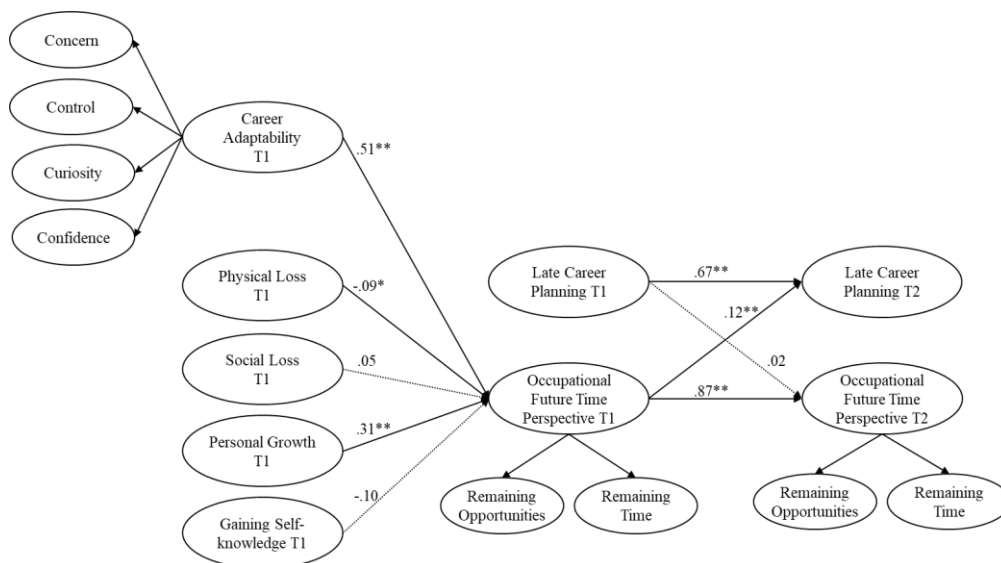 Concern
Control
Curiosity
Confidence
Career
Adaptability
T1
.51**
Physical Loss
T1
-.09*
Social Loss
T1
.05
Personal Growth
T1
.31**
Gaining Self-
knowledge T1
-.10
Late Career
Planning T1
.67**
Late Career
Planning T2
.12**
.02
Occupational
Future Time
Perspective T1
.87**
Occupational
Future Time
Perspective T2
Remaining
Opportunities
Remaining
Time
Remaining
Opportunities
Remaining
Time